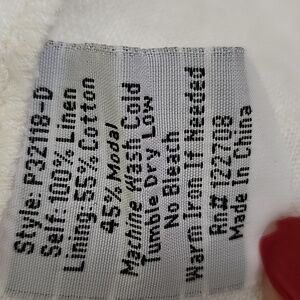 Style: P32118-D
Self: 100% Linen
Lining: 55% Cotton
45% Modal
Machine Wash Cold
Tumble Dry Low
No Bleach
Warm Iron If Needed
Rn# 122708
Made In China